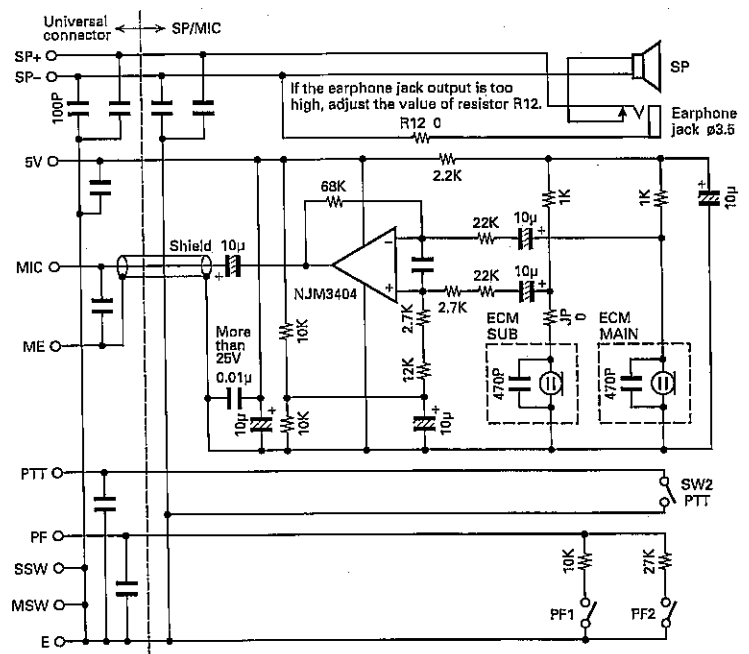 Universal
connector
SP/MIC
SP+
SP–
SP
100P
If the earphone jack output is too
high, adjust the value of resistor R12.
R12 0
Earphone
jack ø3.5
5V
2.2K
68K
1K
1K
10µ
22K
10µ
Shield
10µ
MIC
NJM3404
22K
10µ
2.7K
2.7K
JP
0
ECM
SUB
ECM
MAIN
ME
More
than
25V
0.01µ
10K
12K
470P
470P
10µ
10K
10µ
PTT
SW2
PTT
PF
10K
27K
SSW
MSW
PF1
PF2
E